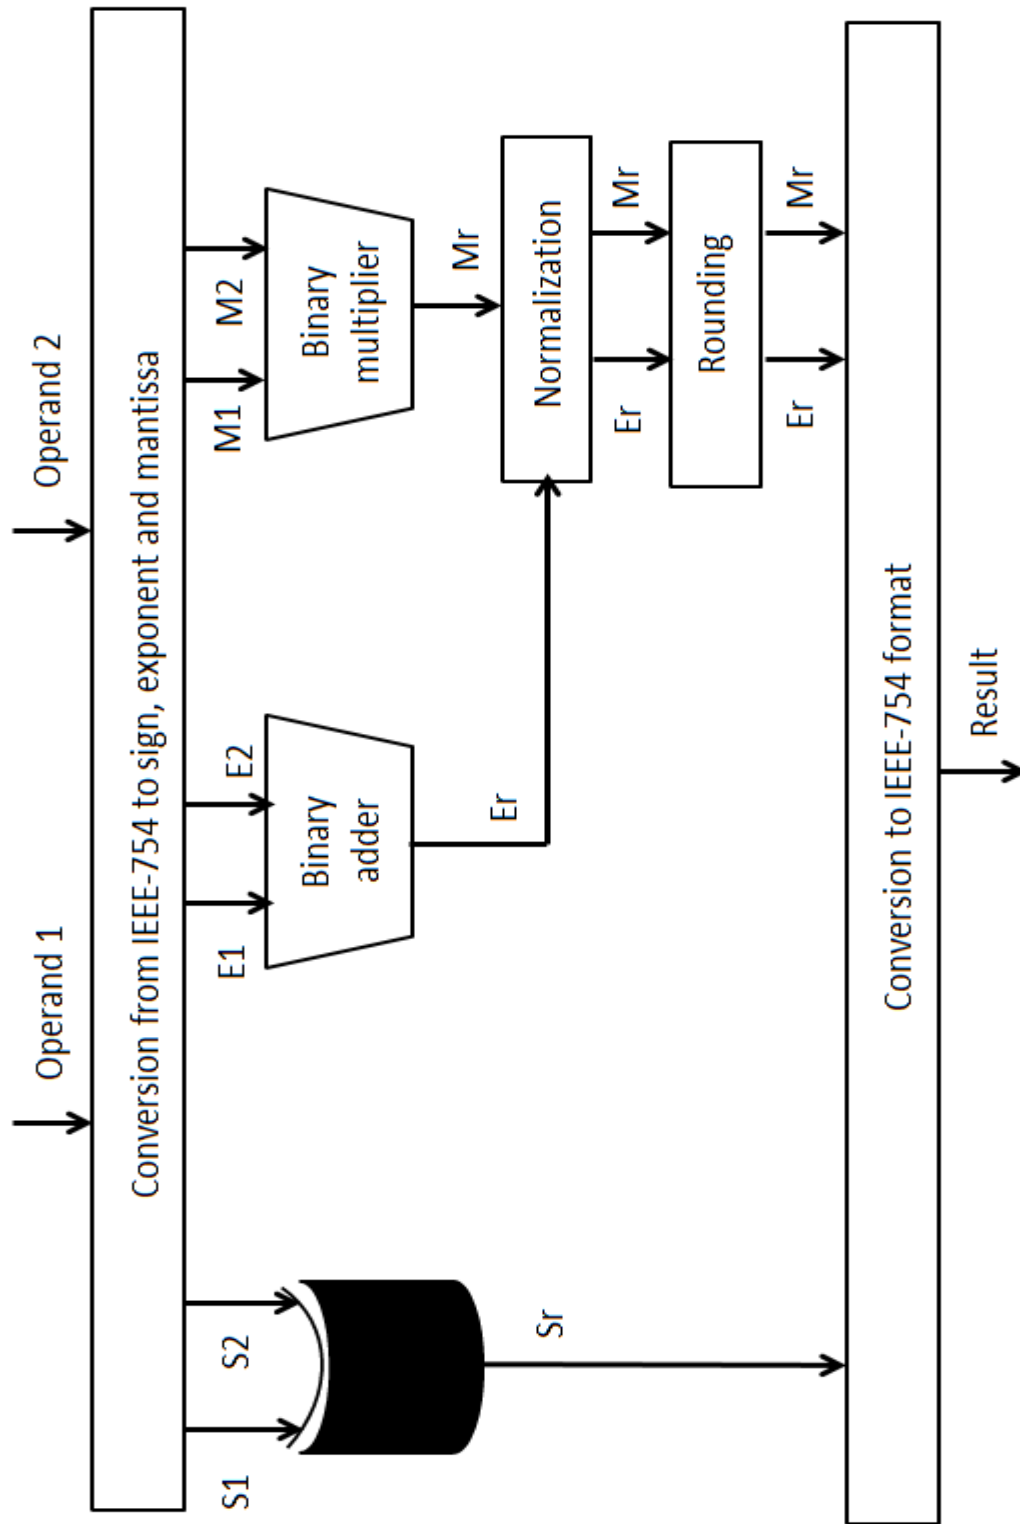 Operand 1
Operand 2
Conversion from IEEE-754 to sign, exponent and mantissa
S1
S2
E1
E2
M1
M2
Binary
adder
Binary
multiplier
Sr
Er
Mr
Normalization
Er
Mr
Rounding
Er
Mr
Conversion to IEEE-754 format
Result